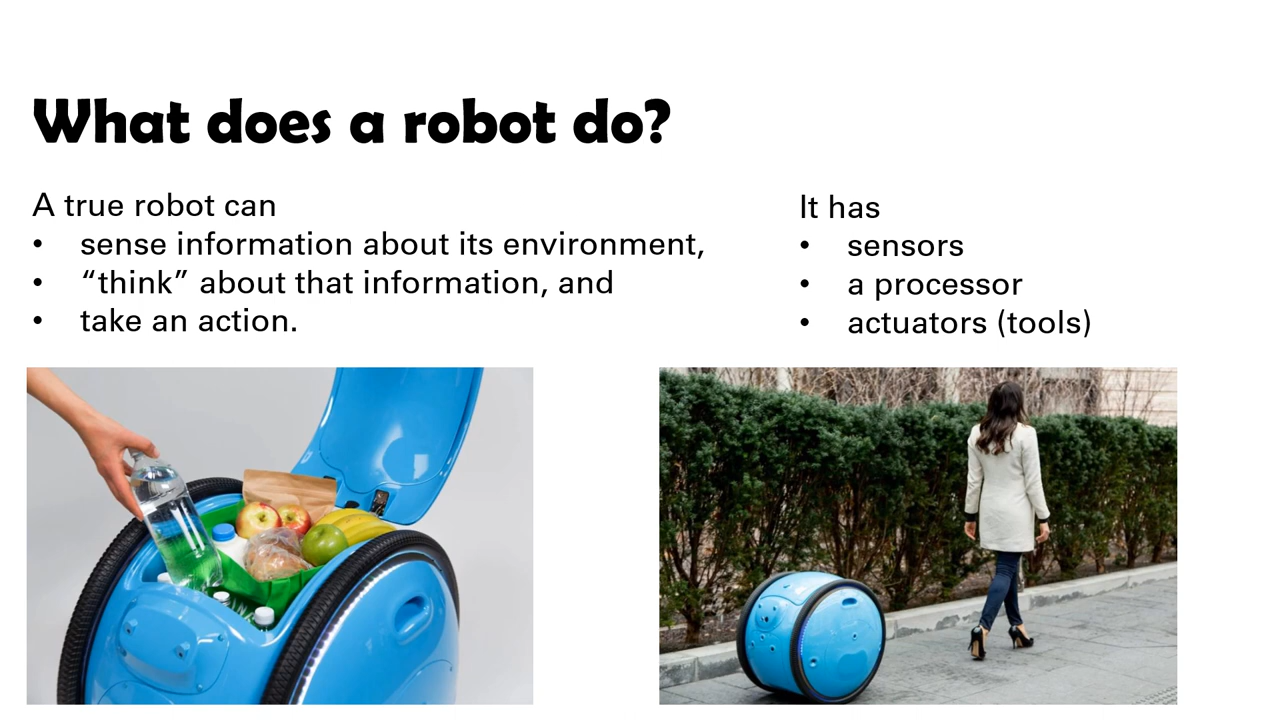 What does a robot do?
A true robot can
• sense information about its environment,
• “think” about that information, and
• take an action.
It has
• sensors
• a processor
• actuators (tools)